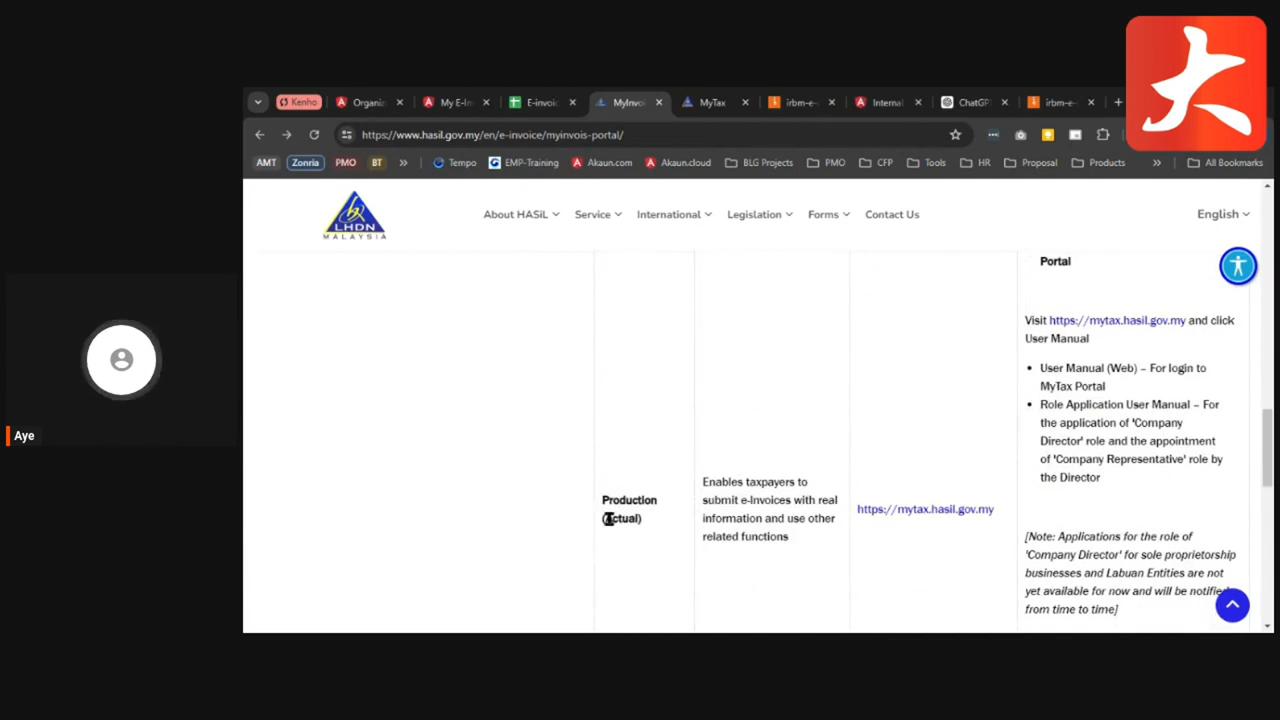 大
Kenho
Organiz
My E-In
E-invoic
MyInvoi
MyTax
irbm-e-
Internal
ChatGP
irbm-e-
https://www.hasil.gov.my/en/e-invoice/myinvois-portal/
AMT
Zonria
PMO
BT
Tempo
EMP-Training
Akaun.com
Akaun.cloud
BLG Projects
PMO
CFP
Tools
HR
Proposal
Products
All Bookmarks
LHDN
MALAYSIA
About HASiL
Service
International
Legislation
Forms
Contact Us
English
Production
(Actual)
Enables taxpayers to
submit e-Invoices with real
information and use other
related functions
https://mytax.hasil.gov.my
Portal
Visit https://mytax.hasil.gov.my and click
User Manual
• User Manual (Web) – For login to
MyTax Portal
• Role Application User Manual – For
the application of 'Company
Director' role and the appointment
of 'Company Representative' role by
the Director
[Note: Applications for the role of
'Company Director' for sole proprietorship
businesses and Labuan Entities are not
yet available for now and will be notified
from time to time]
Aye